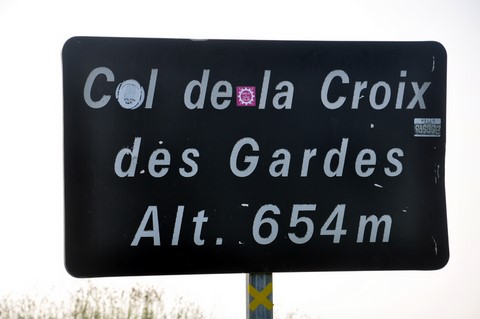 Col de la Croix
des Gardes
Alt. 654m